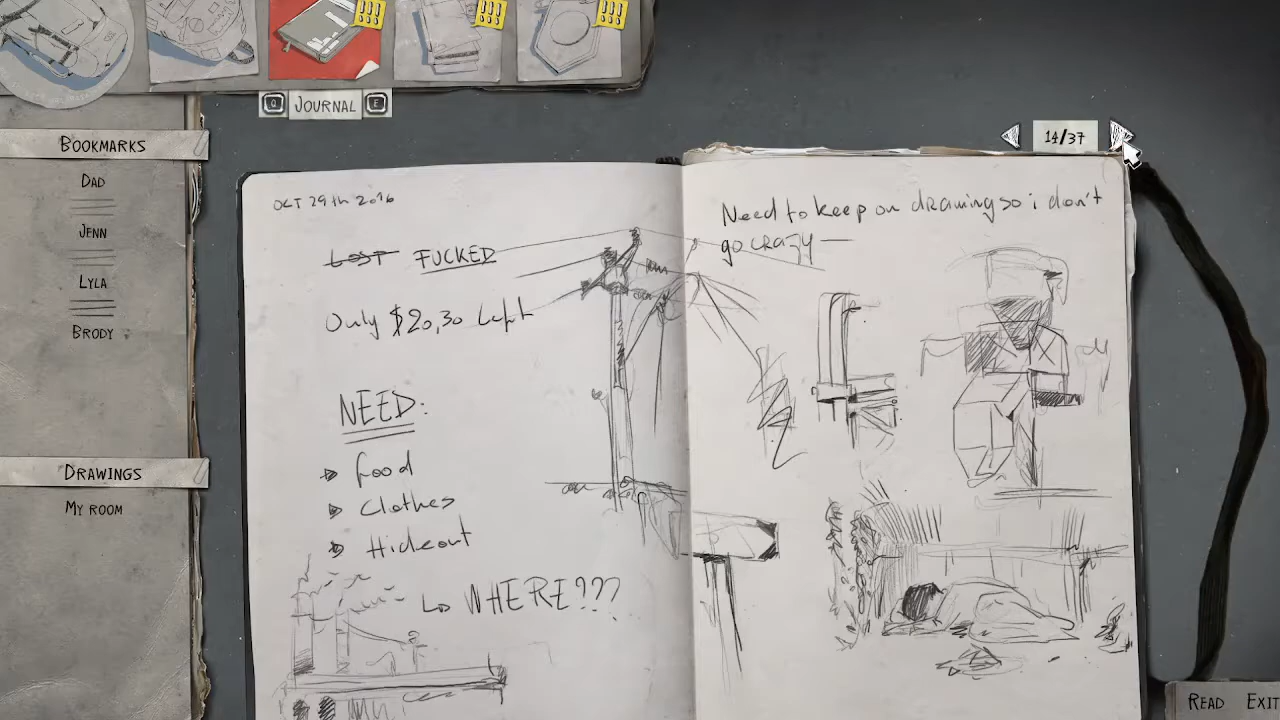 Q JOURNAL E
BOOKMARKS
DAD
JENN
LYLA
BRODY
DRAWINGS
MY ROOM
14/37
OCT 29th 2016
LOST FUCKED
Only $20,30 Left
NEED:
food
Clothes
Hideout
WHERE???
Need to keep on drawing so i don't
go crazy —
READ EXIT